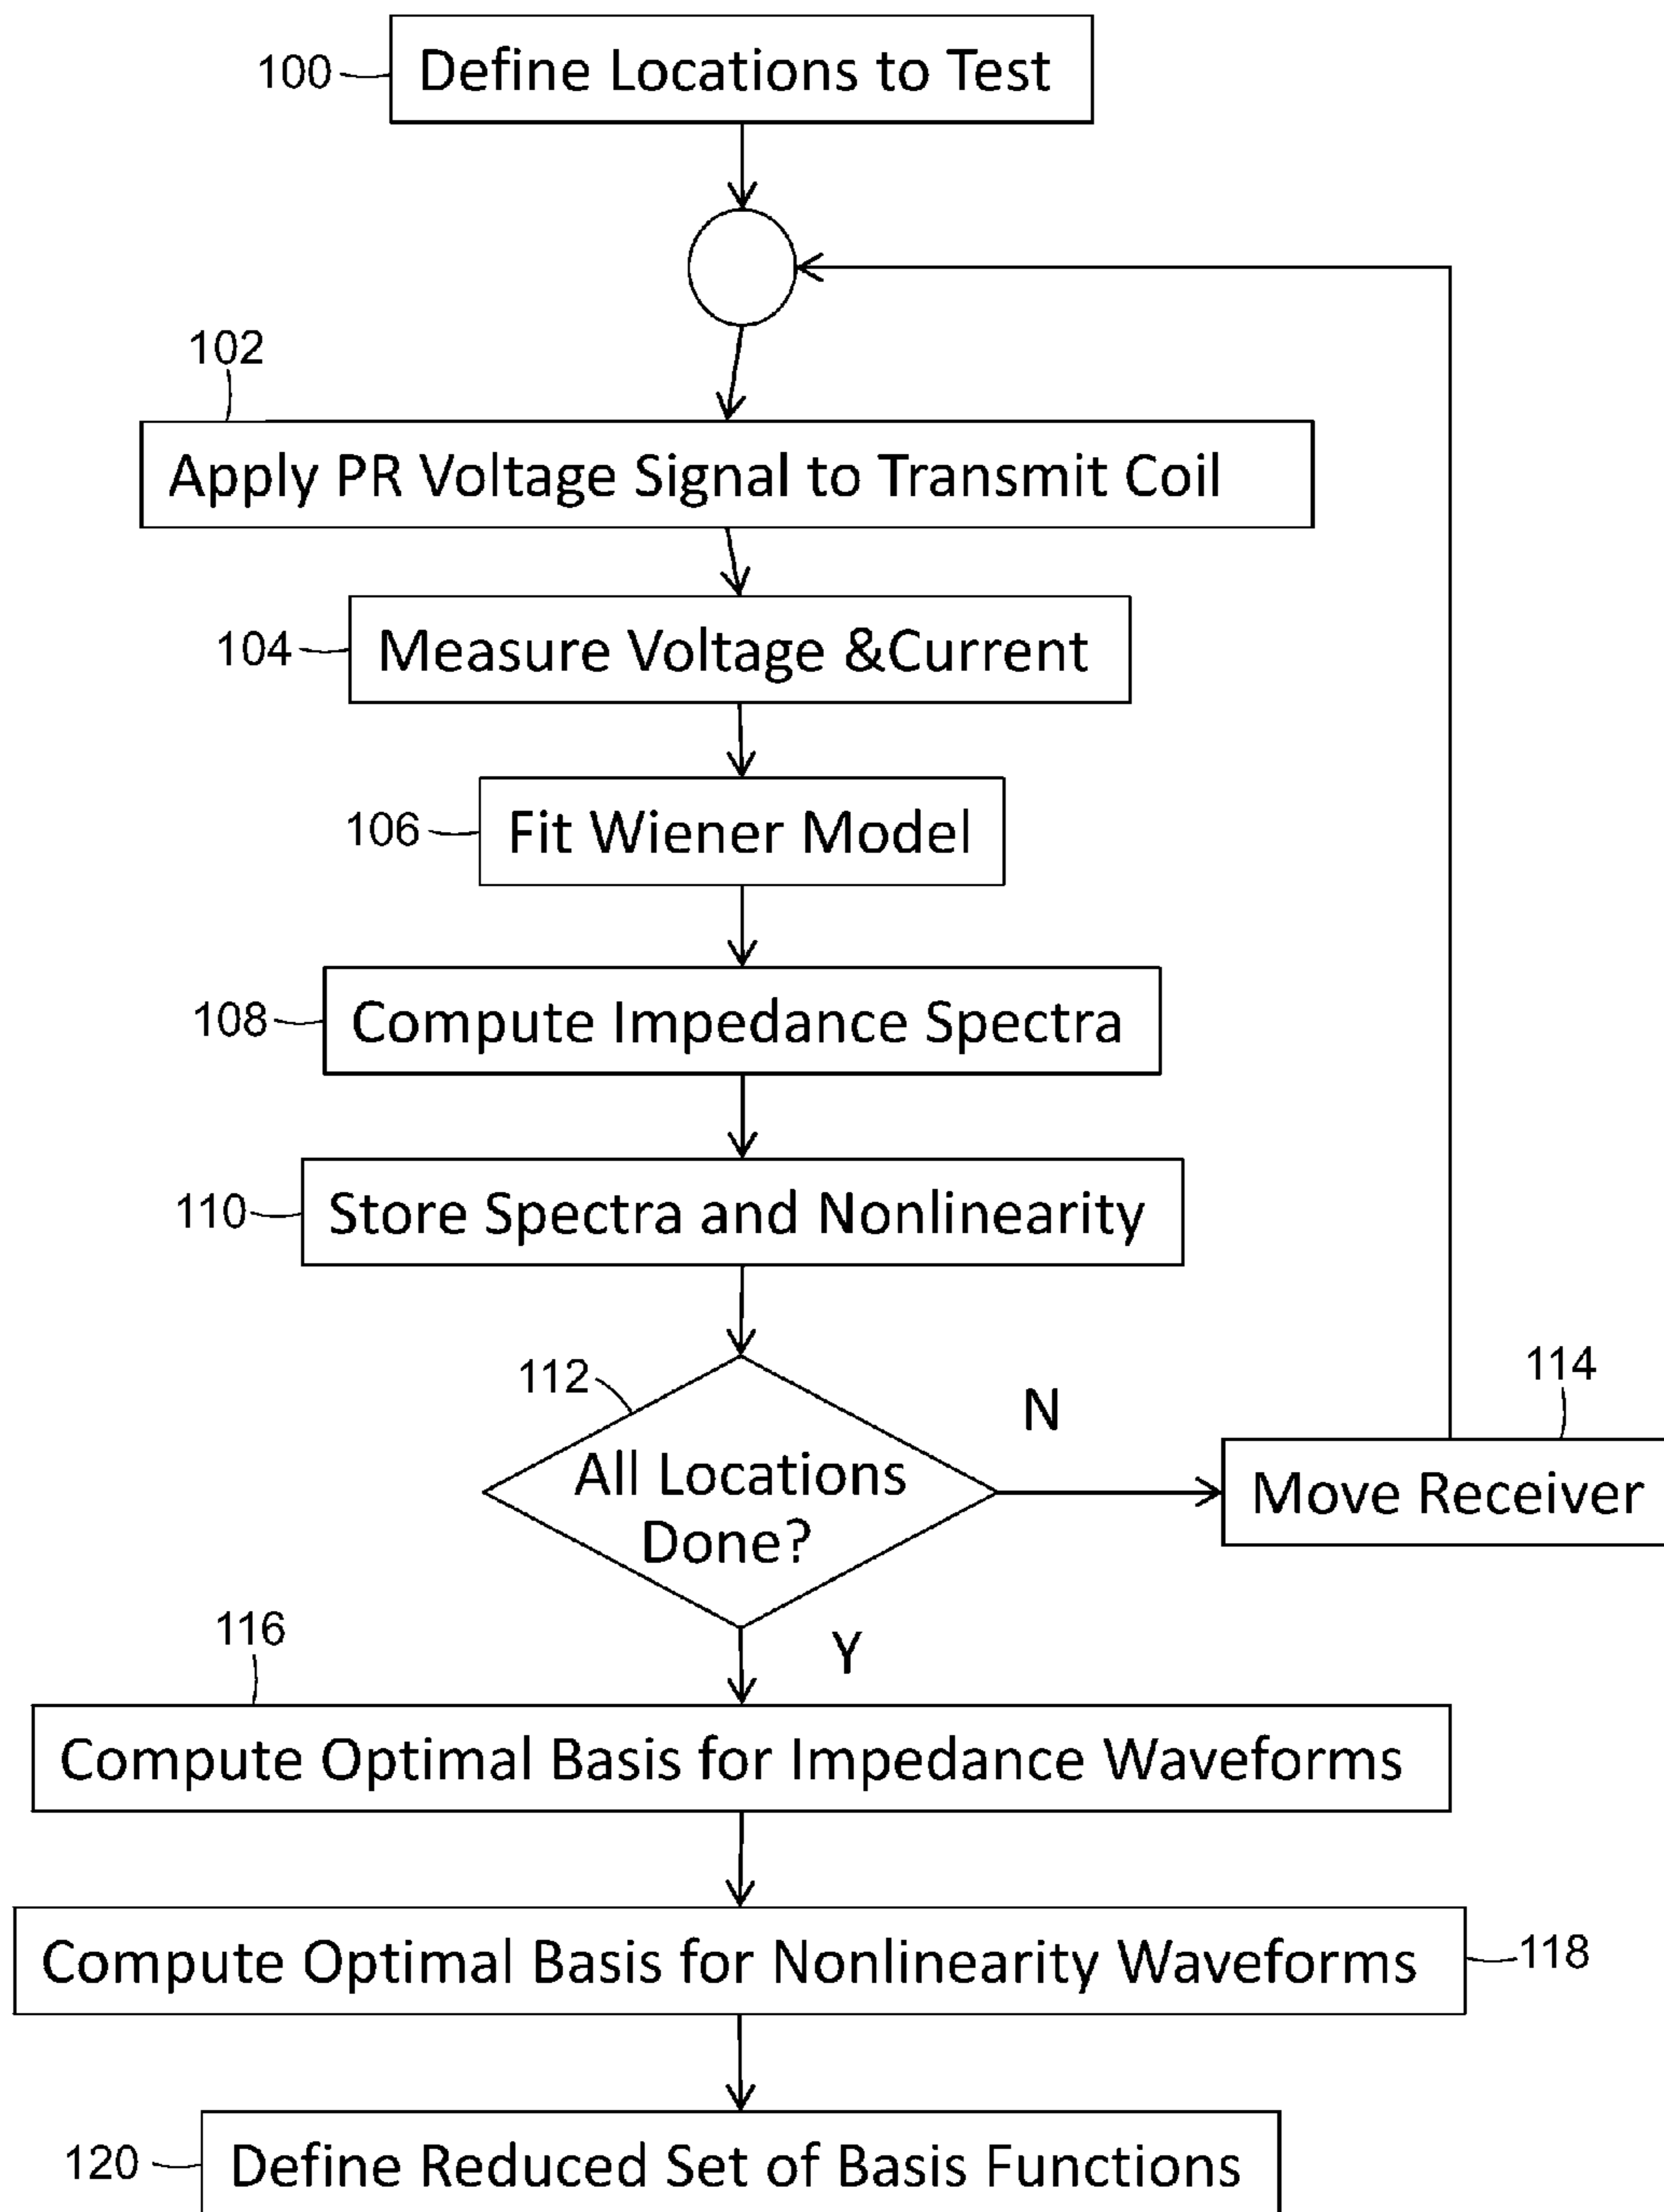 100
Define Locations to Test
102
Apply PR Voltage Signal to Transmit Coil
104
Measure Voltage &Current
106
Fit Wiener Model
108
Compute Impedance Spectra
110
Store Spectra and Nonlinearity
112
All Locations
Done?
N
114
Move Receiver
Y
116
Compute Optimal Basis for Impedance Waveforms
Compute Optimal Basis for Nonlinearity Waveforms
118
120
Define Reduced Set of Basis Functions